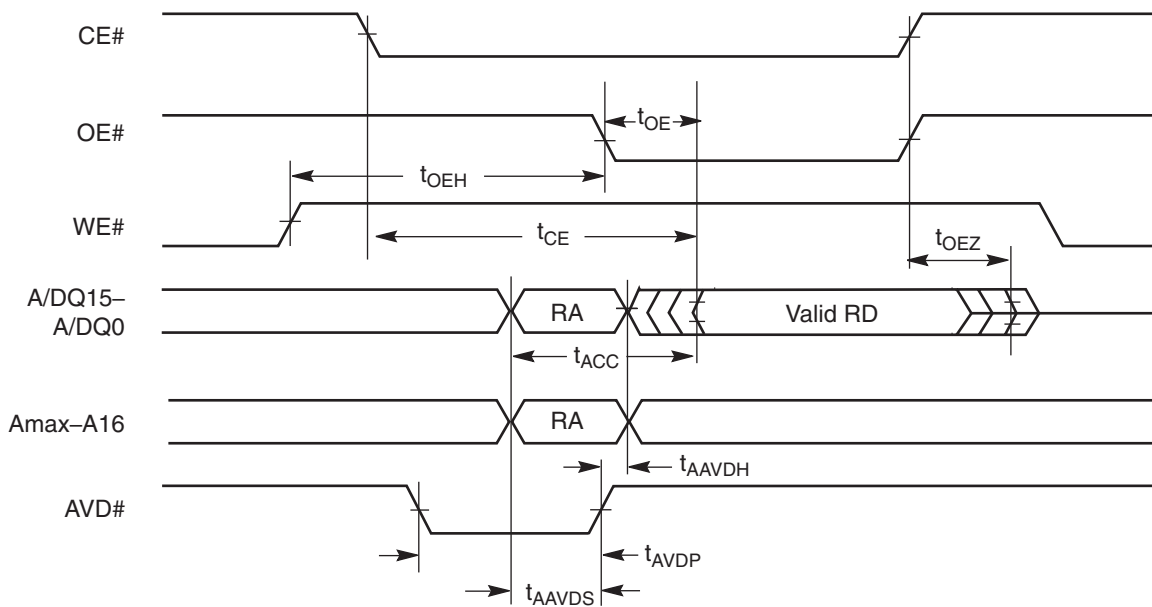 CE#
OE#
tOE
tOEH
WE#
tCE
tOEZ
A/DQ15–
A/DQ0
RA
Valid RD
tACC
Amax–A16
RA
tAAVDH
AVD#
tAVDP
tAAVDS